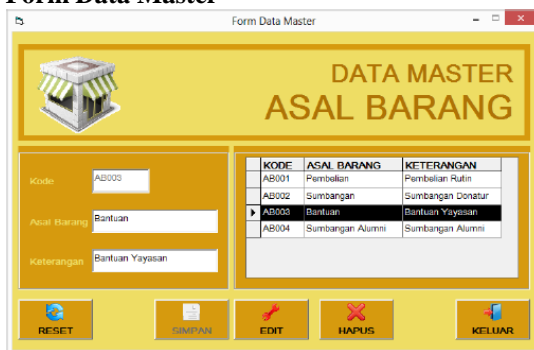 Form Data Master
Form Data Master
DATA MASTER
ASAL BARANG
Kode AB003
Asal Barang Bantuan
Keterangan Bantuan Yayasan
KODE ASAL BARANG KETERANGAN
AB001 Pembelian Pembelian Rutin
AB002 Sumbangan Sumbangan Donatur
AB003 Bantuan Bantuan Yayasan
AB004 Sumbangan Alumni Sumbangan Alumni
RESET SIMPAN EDIT HAPUS KELUAR